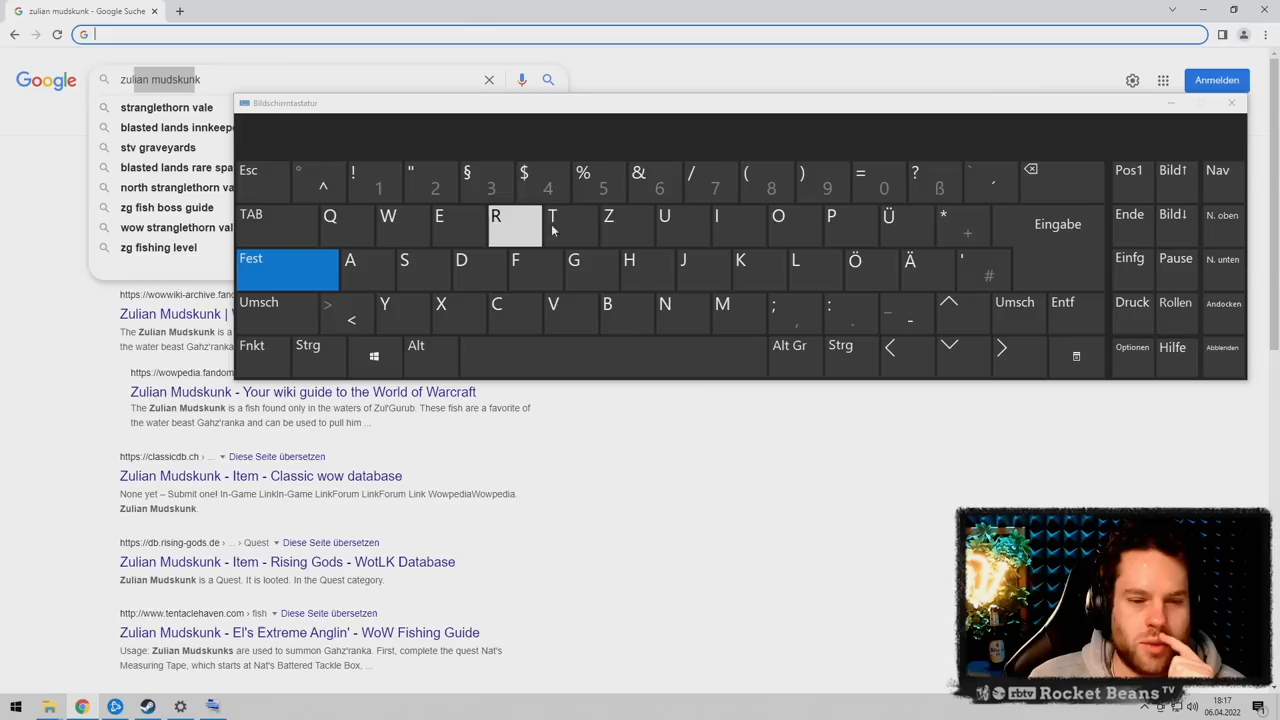 zulian mudskunk - Google Suche
Google
zulian mudskunk
Anmelden
stranglethorn vale
blasted lands innkeep
stv graveyards
blasted lands rare spa
north stranglethorn va
zg fish boss guide
wow stranglethorn val
zg fishing level
Bildschirmtastatur
Esc ° ^ ! 1 " 2 § 3 $ 4 % 5 & 6 / 7 ( 8 ) 9 = 0 ? ß ` ´ Pos1 Bild↑ Nav
TAB Q W E R T Z U I O P Ü * + Eingabe Ende Bild↓ N. oben
Fest A S D F G H J K L Ö Ä ' # Einfg Pause N. unten
Umsch > < Y X C V B N M ; , : . _ - Umsch Entf Druck Rollen Andocken
Fnkt Strg Alt Alt Gr Strg Optionen Hilfe Abblenden
https://wowwiki-archive.fandom
Zulian Mudskunk |
The Zulian Mudskunk is a
the water beast Gahz'ranka
https://wowpedia.fandom
Zulian Mudskunk - Your wiki guide to the World of Warcraft
The Zulian Mudskunk is a fish found only in the waters of Zul'Gurub. These fish are a favorite of
the water beast Gahz'ranka and can be used to pull him ...
https://classicdb.ch › ... Diese Seite übersetzen
Zulian Mudskunk - Item - Classic wow database
None yet – Submit one! In-Game LinkIn-Game LinkForum LinkForum Link WowpediaWowpedia.
Zulian Mudskunk.
https://db.rising-gods.de › ... › Quest Diese Seite übersetzen
Zulian Mudskunk - Item - Rising Gods - WotLK Database
Zulian Mudskunk is a Quest. It is looted. In the Quest category.
http://www.tentaclehaven.com › fish Diese Seite übersetzen
Zulian Mudskunk - El's Extreme Anglin' - WoW Fishing Guide
Usage: Zulian Mudskunks are used to summon Gahz'ranka. First, complete the quest Nat's
Measuring Tape, which starts at Nat's Battered Tackle Box, ...
rbtv Rocket Beans TV
18:17
06.04.2022